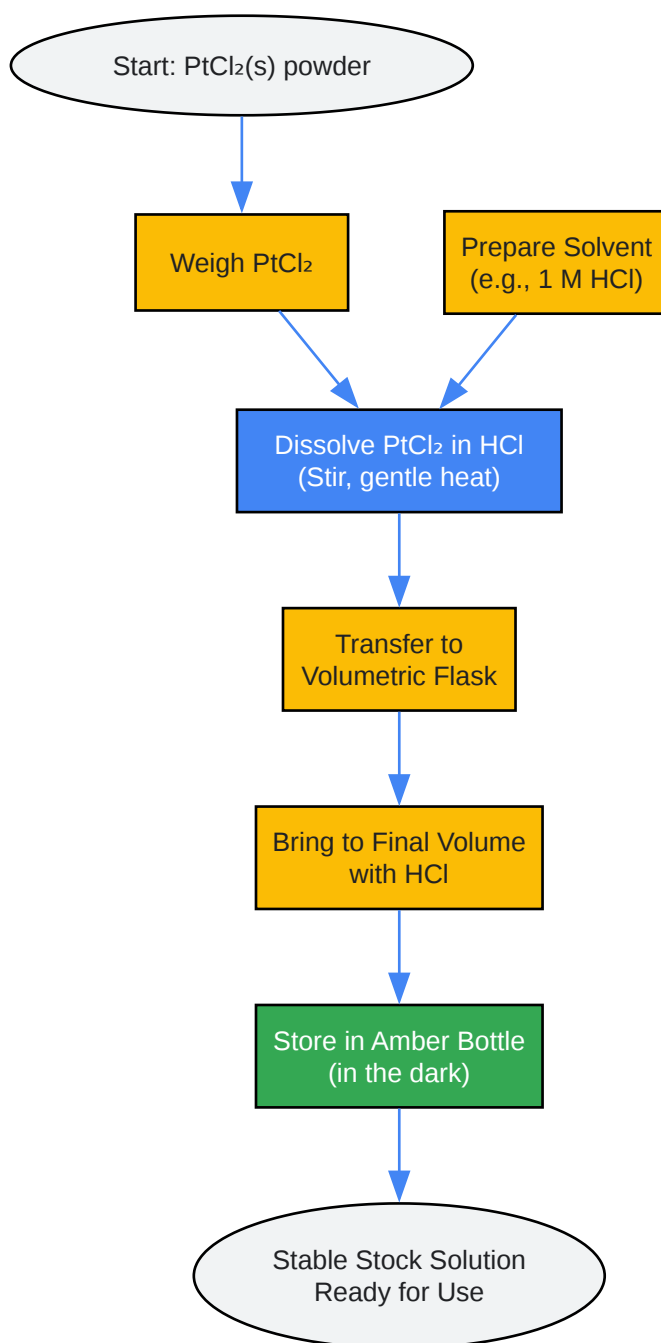 Start: PtCl₂(s) powder
Weigh PtCl₂
Prepare Solvent
(e.g., 1 M HCl)
Dissolve PtCl₂ in HCl
(Stir, gentle heat)
Transfer to
Volumetric Flask
Bring to Final Volume
with HCl
Store in Amber Bottle
(in the dark)
Stable Stock Solution
Ready for Use